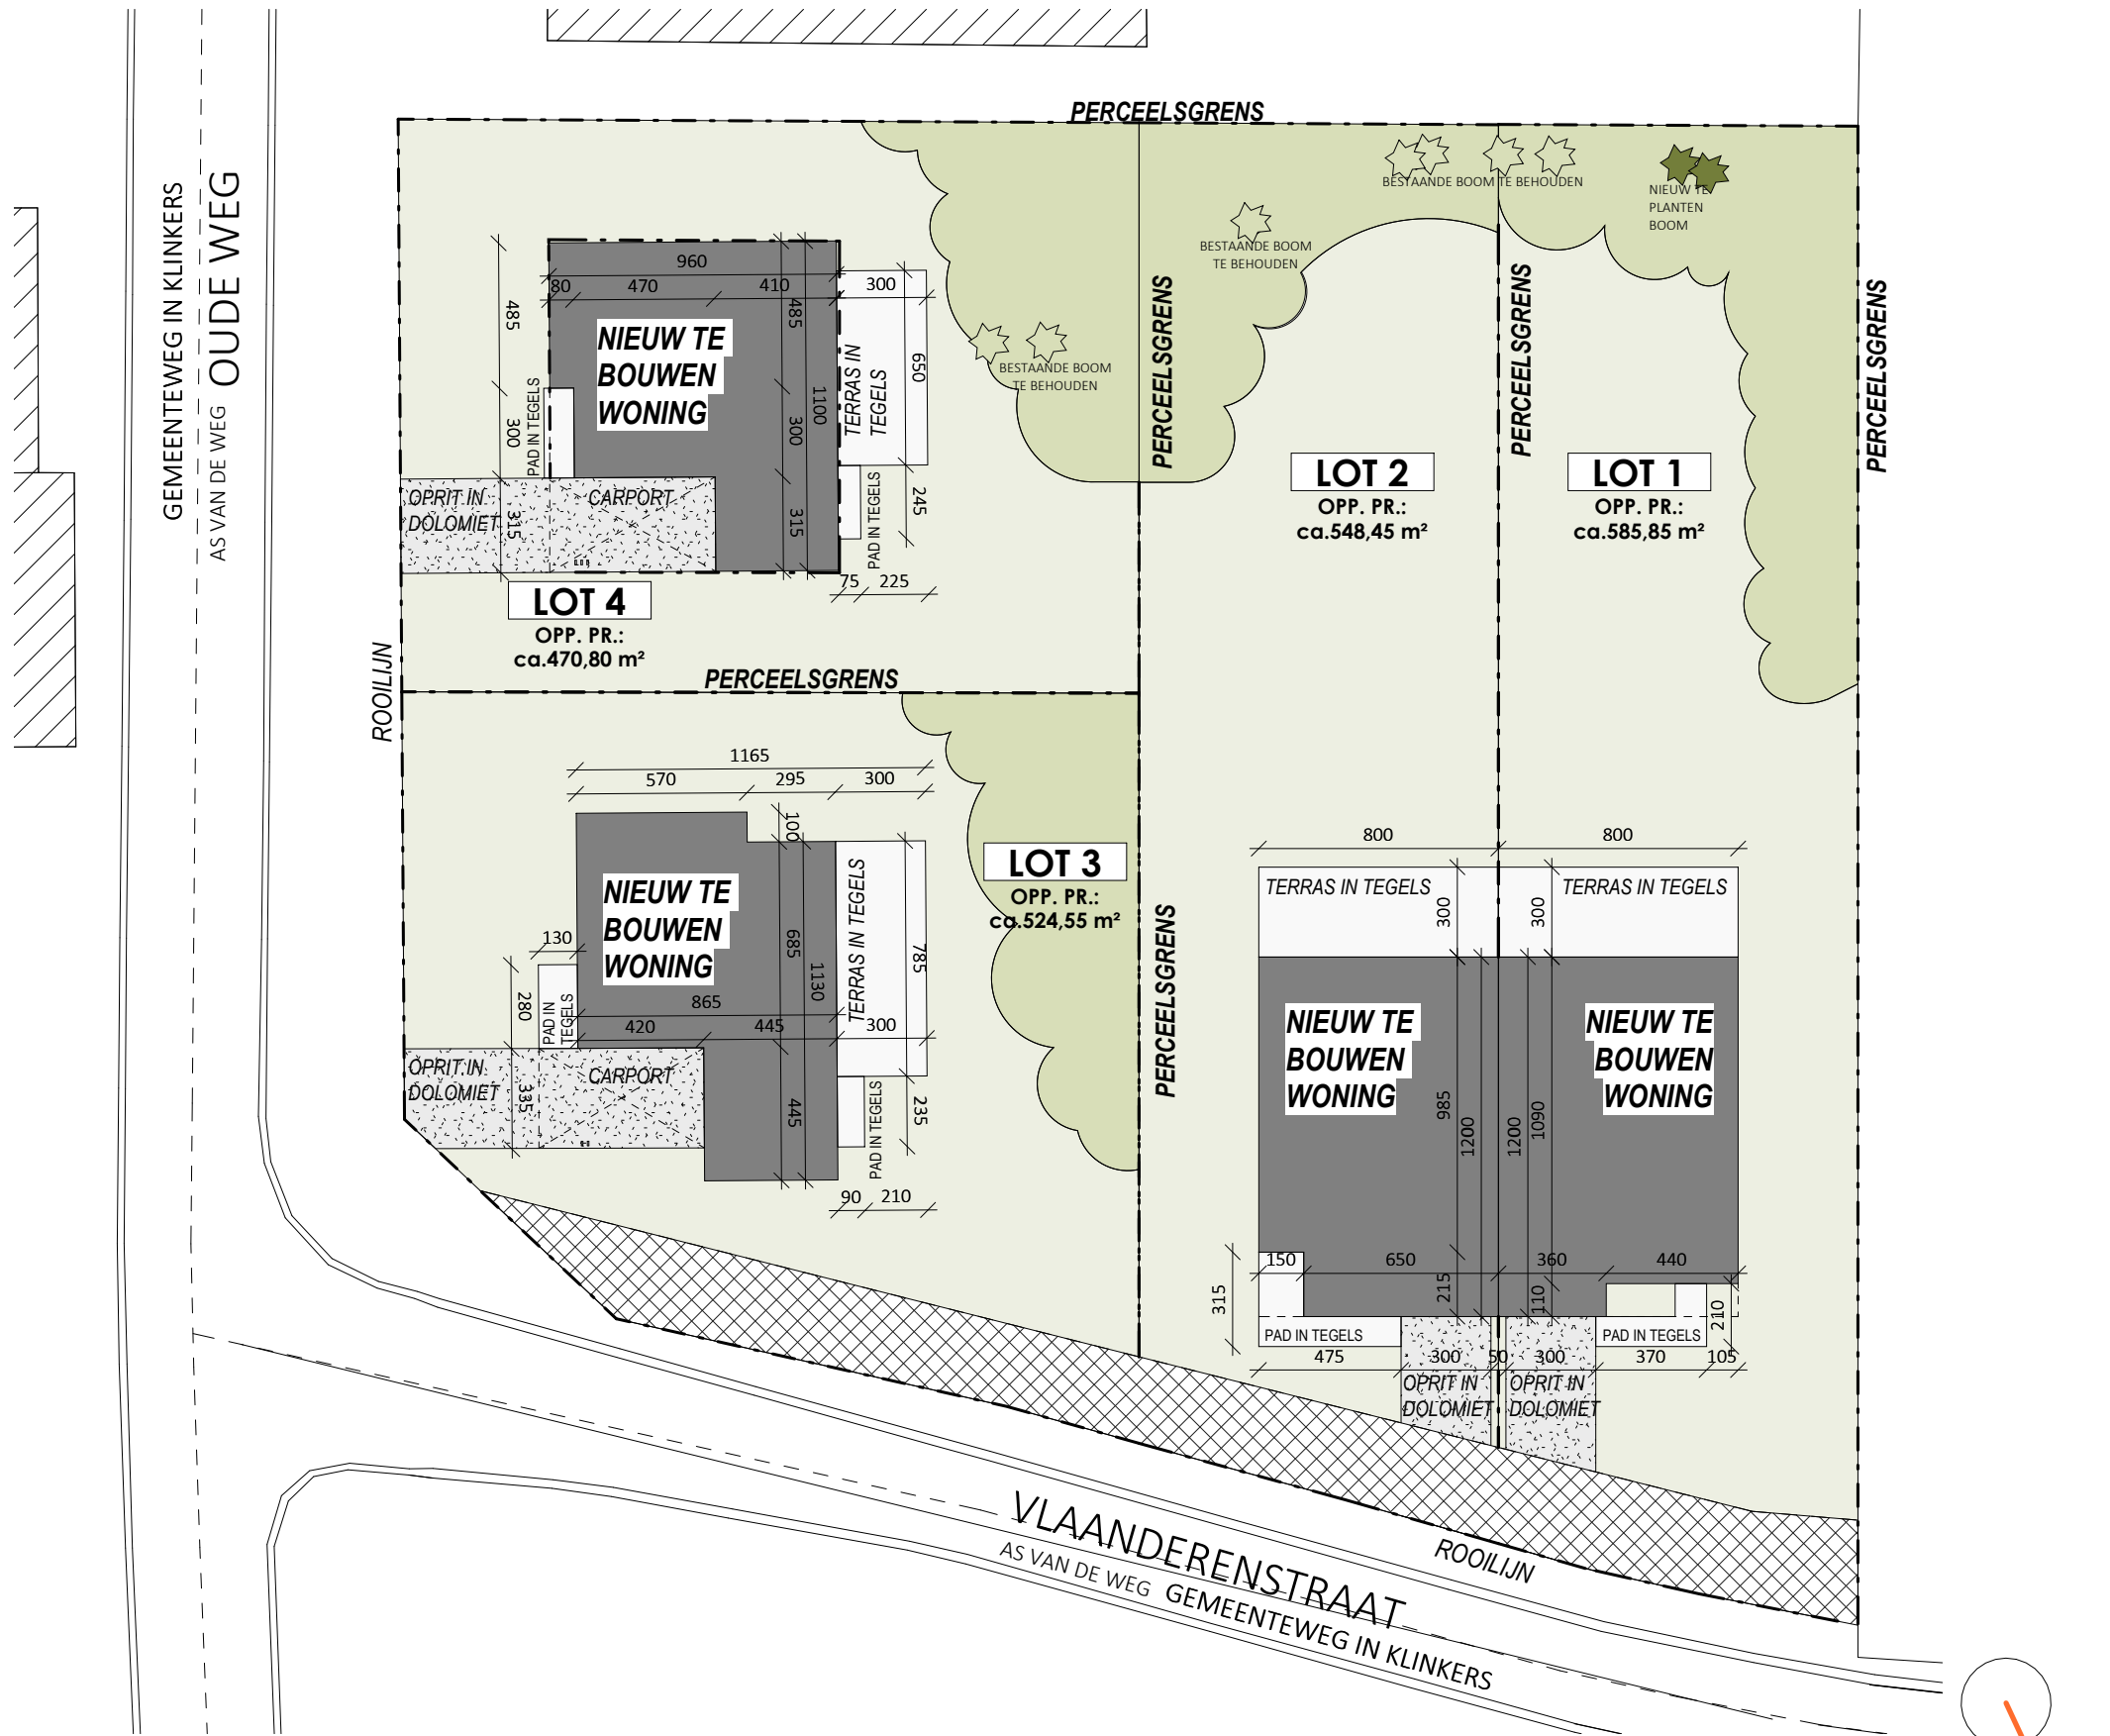 PERCEELSGRENS
GEMEENTEWEG IN KLINKERS
AS VAN DE WEG OUDE WEG
ROOILIJN
960
80
470
410
300
485
300
315
485
300
315
1100
650
245
75
225
NIEUW TE
BOUWEN
WONING
PAD IN TEGELS
TERRAS IN
TEGELS
PAD IN TEGELS
OPRIT IN
DOLOMIET
CARPORT
LOT 4
OPP. PR.:
ca.470,80 m²
PERCEELSGRENS
BESTAANDE BOOM
TE BEHOUDEN
BESTAANDE BOOM
TE BEHOUDEN
BESTAANDE BOOM TE BEHOUDEN
NIEUW TE
PLANTEN
BOOM
PERCEELSGRENS
PERCEELSGRENS
PERCEELSGRENS
LOT 2
OPP. PR.:
ca.548,45 m²
LOT 1
OPP. PR.:
ca.585,85 m²
1165
570
295
300
100
685
1130
785
445
235
130
280
335
865
420
445
300
90
210
NIEUW TE
BOUWEN
WONING
PAD IN
TEGELS
TERRAS IN TEGELS
PAD IN TEGELS
OPRIT IN
DOLOMIET
CARPORT
LOT 3
OPP. PR.:
ca.524,55 m²
PERCEELSGRENS
800
800
TERRAS IN TEGELS
TERRAS IN TEGELS
300
300
NIEUW TE
BOUWEN
WONING
NIEUW TE
BOUWEN
WONING
985
1200
1200
1090
150
650
360
440
315
215
110
210
PAD IN TEGELS
PAD IN TEGELS
475
300
50
300
370
105
OPRIT IN
DOLOMIET
OPRIT IN
DOLOMIET
ROOILIJN
VLAANDERENSTRAAT
AS VAN DE WEG GEMEENTEWEG IN KLINKERS